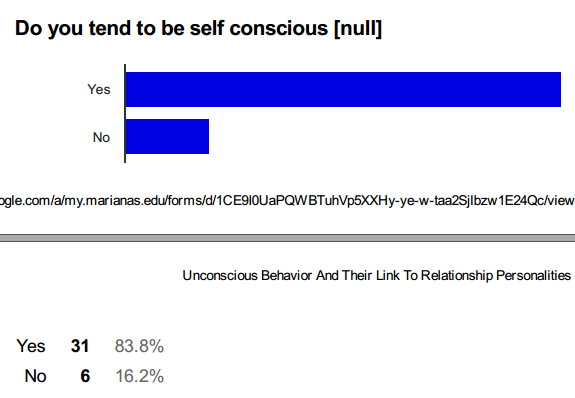 Do you tend to be self conscious [null]
Yes
No
ogle.com/a/my.marianas.edu/forms/d/1CE9I0UaPQWBTuhVp5XXHy-ye-w-taa2SjIbzw1E24Qc/view
Unconscious Behavior And Their Link To Relationship Personalities
Yes 31 83.8%
No 6 16.2%